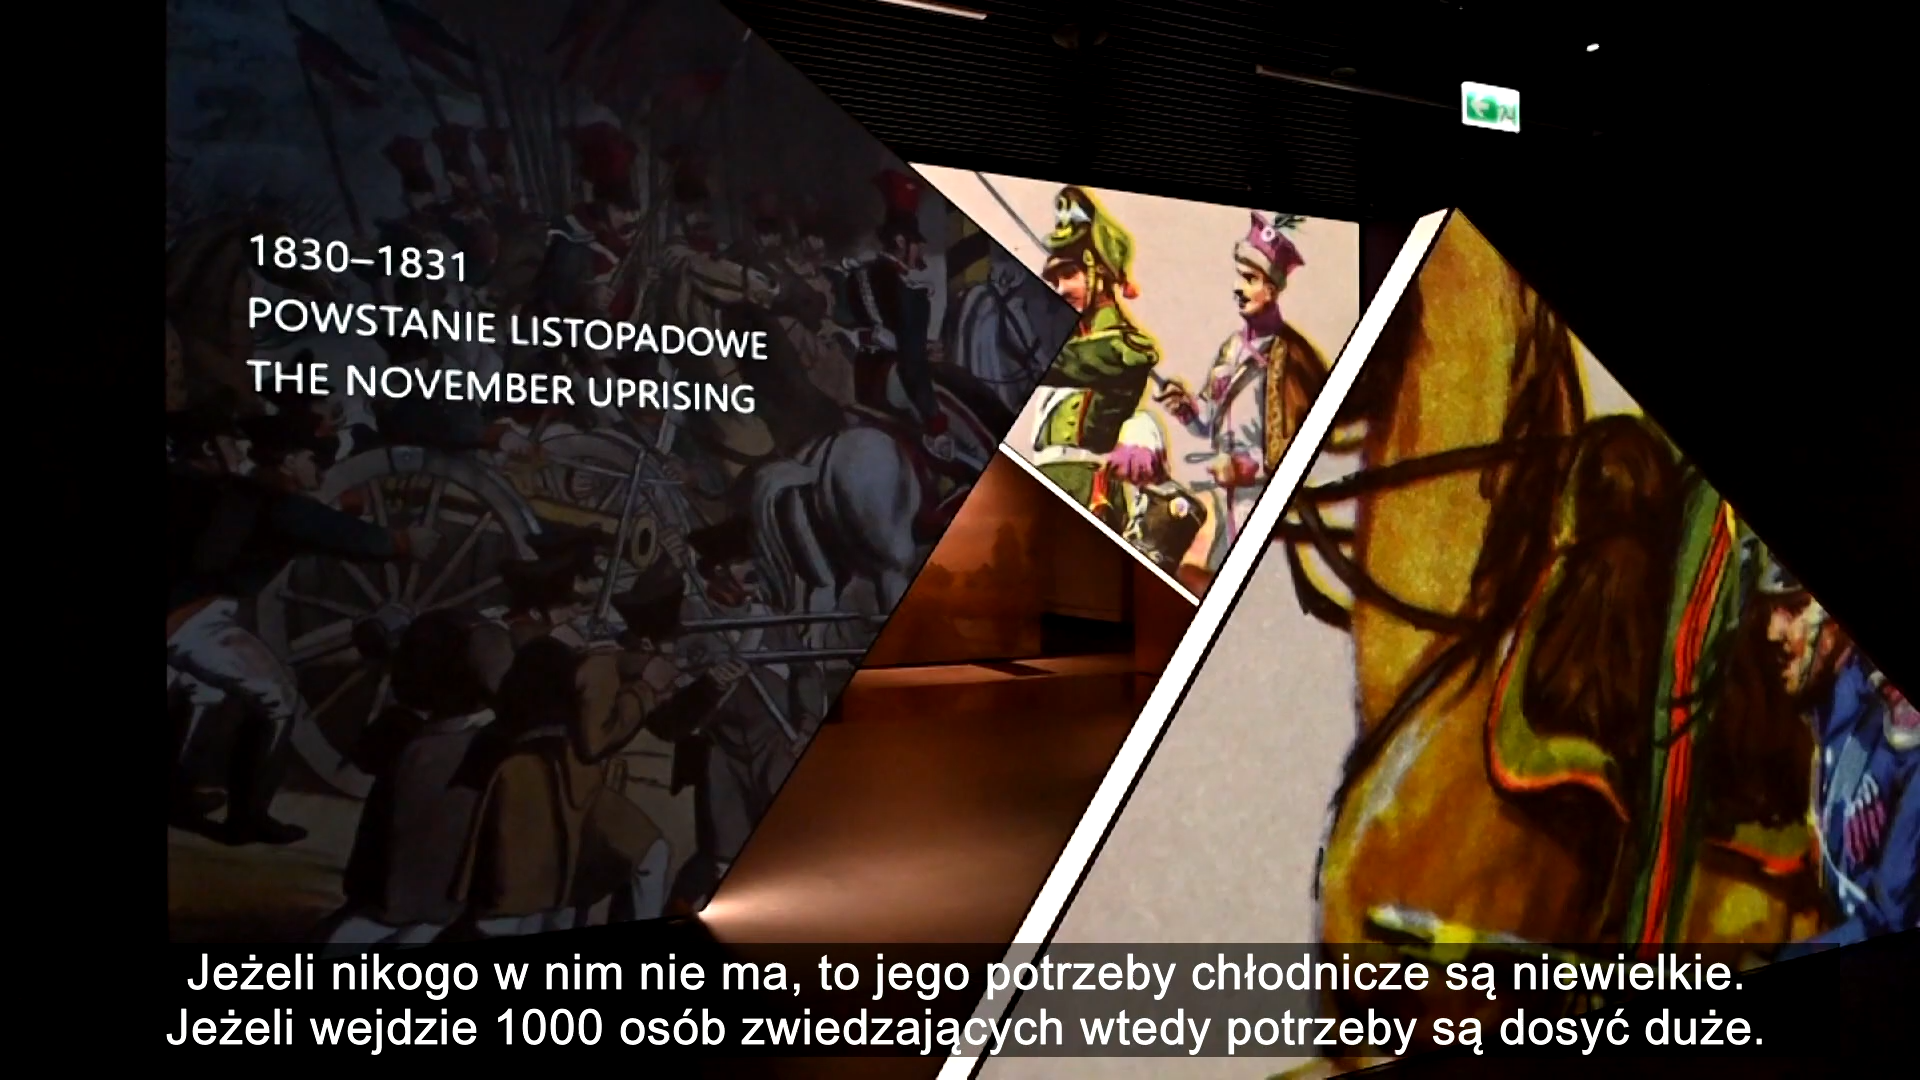 1830–1831
POWSTANIE LISTOPADOWE
THE NOVEMBER UPRISING
Jeżeli nikogo w nim nie ma, to jego potrzeby chłodnicze są niewielkie.
Jeżeli wejdzie 1000 osób zwiedzających wtedy potrzeby są dosyć duże.